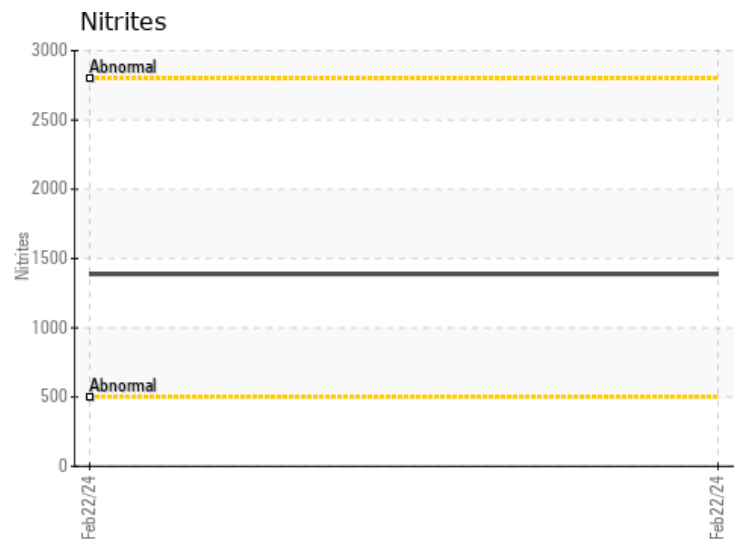 Nitrites
3000
Abnormal
2500
2000
Nitrites
1500
1000
Abnormal
500
0
Feb22/24
Feb22/24